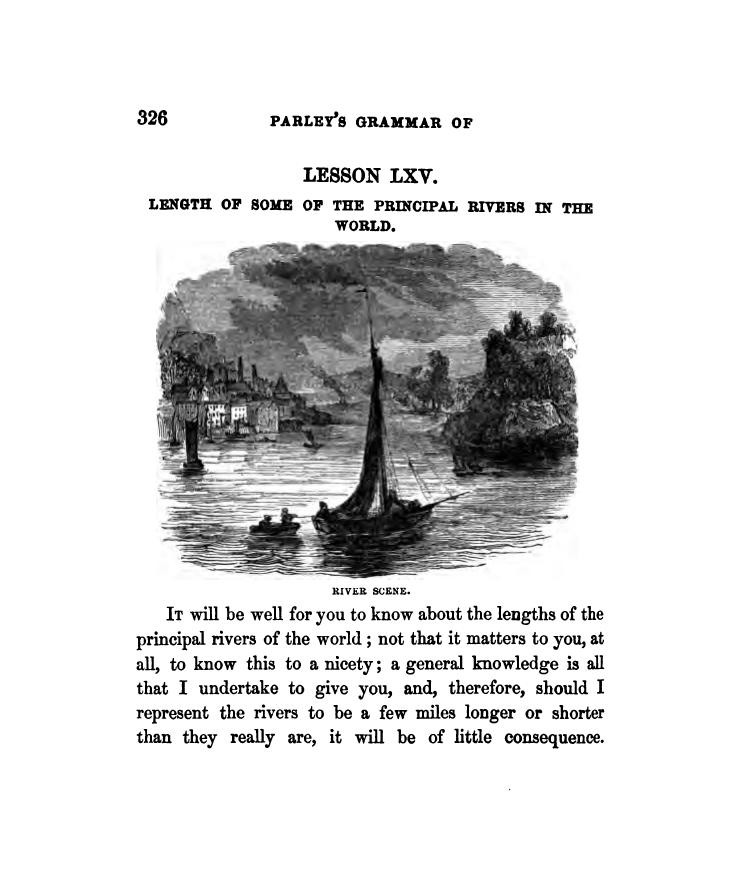 326
PARLEY'S GRAMMAR OF
LESSON LXV.
LENGTH OF SOME OF THE PRINCIPAL RIVERS IN THE
WORLD.
RIVER SCENE.
IT will be well for you to know about the lengths of the
principal rivers of the world; not that it matters to you, at
all, to know this to a nicety; a general knowledge is all
that I undertake to give you, and, therefore, should I
represent the rivers to be a few miles longer or shorter
than they really are, it will be of little consequence.